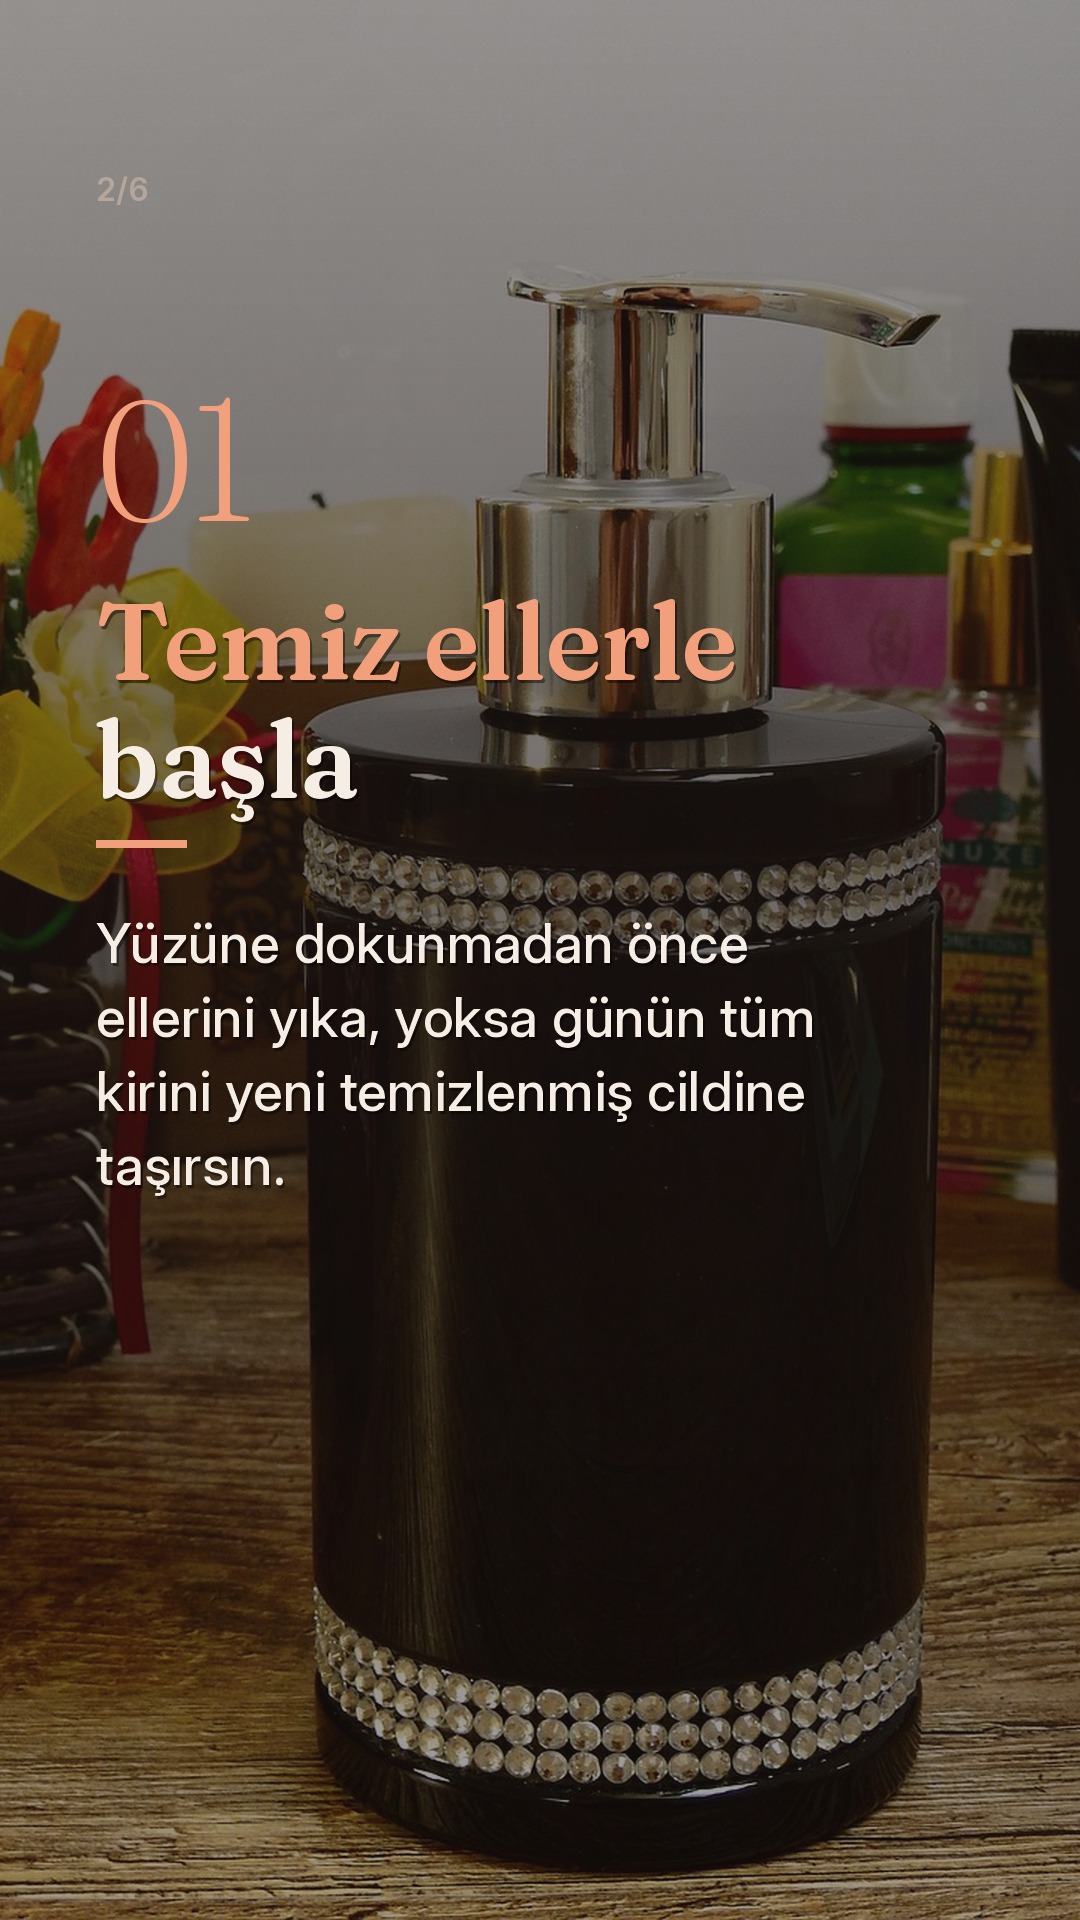 2/6
01
Temiz ellerle
başla
Yüzüne dokunmadan önce
ellerini yıka, yoksa günün tüm
kirini yeni temizlenmiş cildine
taşırsın.
NUXE